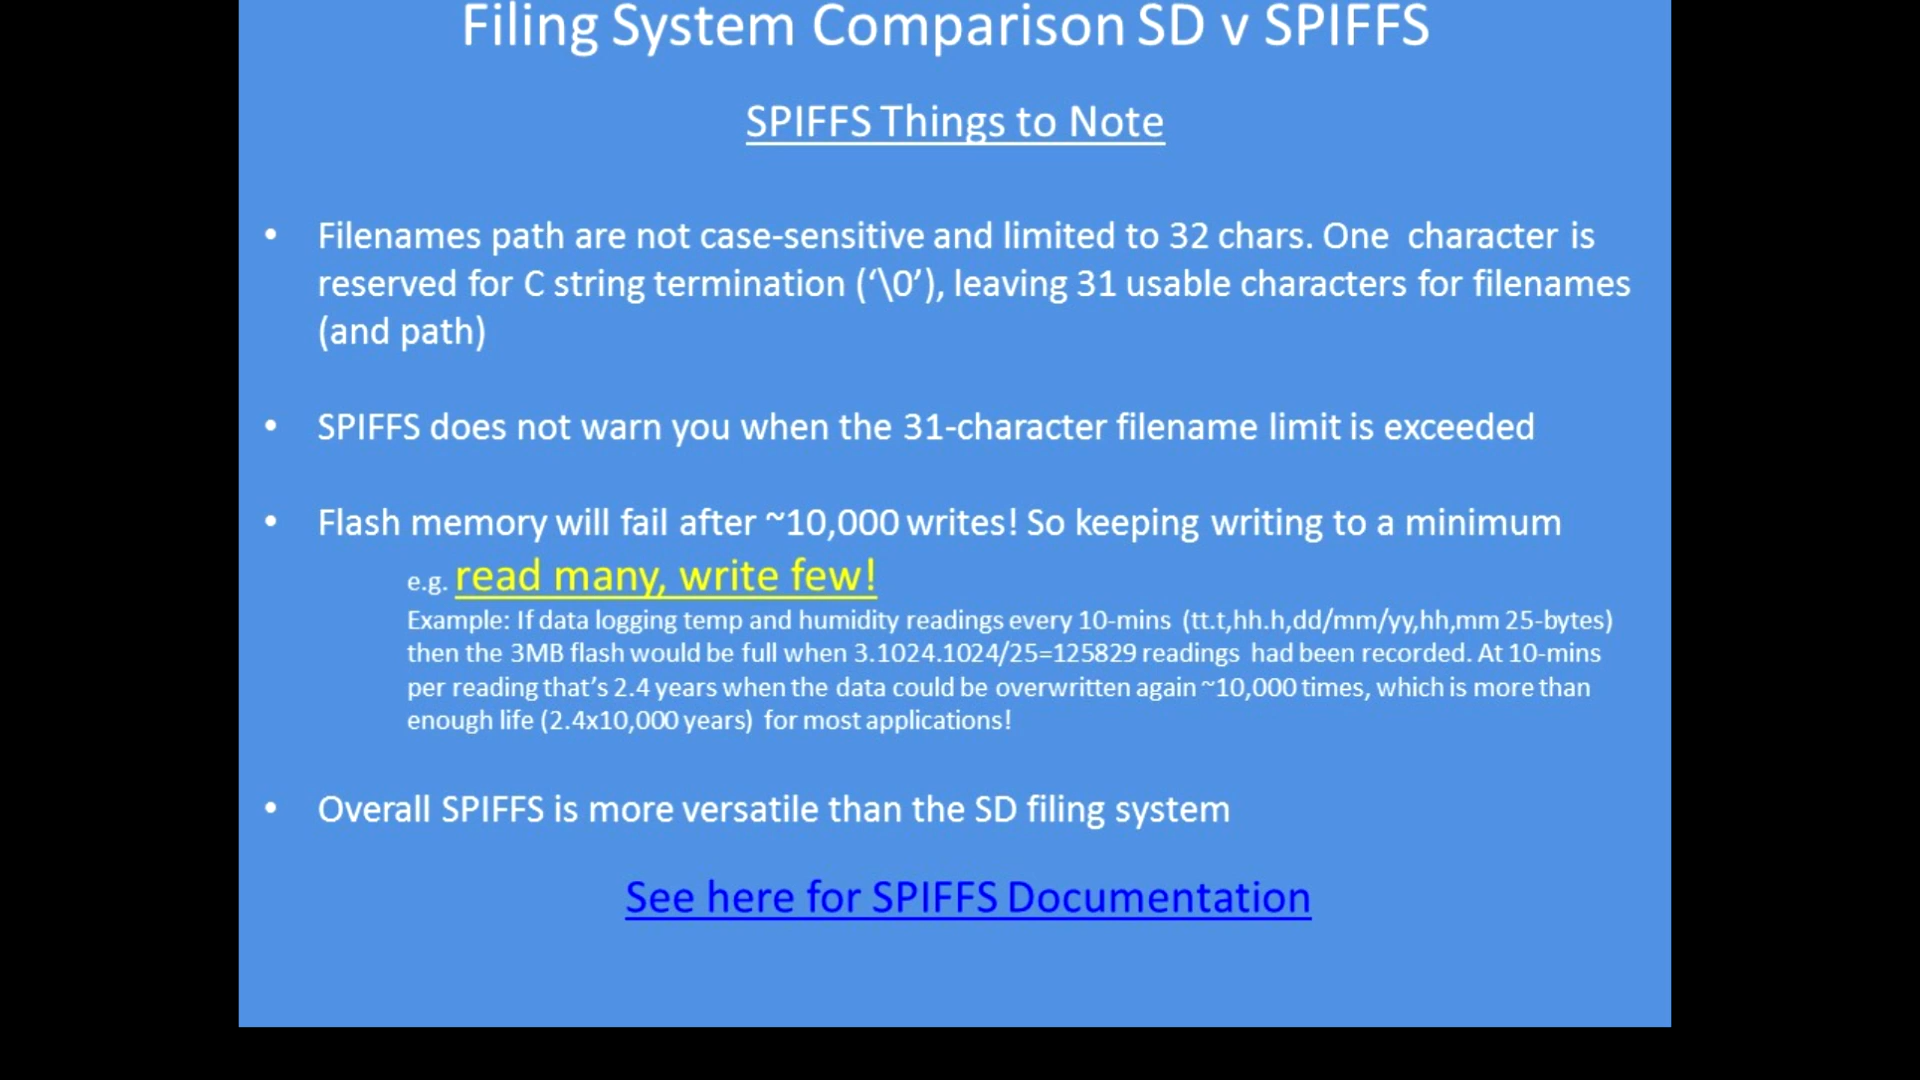 Filing System Comparison SD v SPIFFS
SPIFFS Things to Note
• Filenames path are not case-sensitive and limited to 32 chars. One character is
reserved for C string termination (‘\0’), leaving 31 usable characters for filenames
(and path)
• SPIFFS does not warn you when the 31-character filename limit is exceeded
• Flash memory will fail after ~10,000 writes! So keeping writing to a minimum
e.g. read many, write few!
Example: If data logging temp and humidity readings every 10-mins (tt.t,hh.h,dd/mm/yy,hh,mm 25-bytes)
then the 3MB flash would be full when 3.1024.1024/25=125829 readings had been recorded. At 10-mins
per reading that’s 2.4 years when the data could be overwritten again ~10,000 times, which is more than
enough life (2.4x10,000 years) for most applications!
• Overall SPIFFS is more versatile than the SD filing system
See here for SPIFFS Documentation